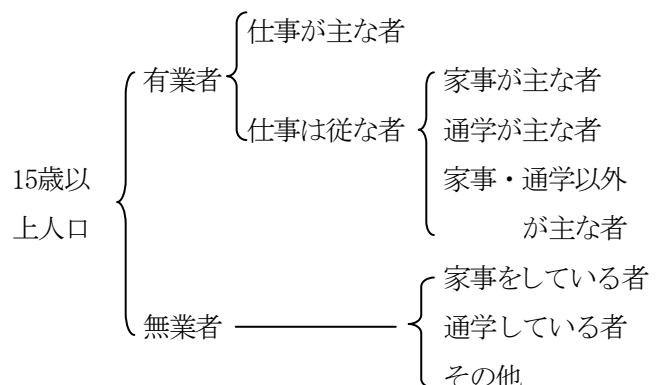 仕事が主な者
有業者
家事が主な者
仕事は従な者
通学が主な者
15歳以
上人口
家事・通学以外
が主な者
家事をしている者
無業者
通学している者
その他